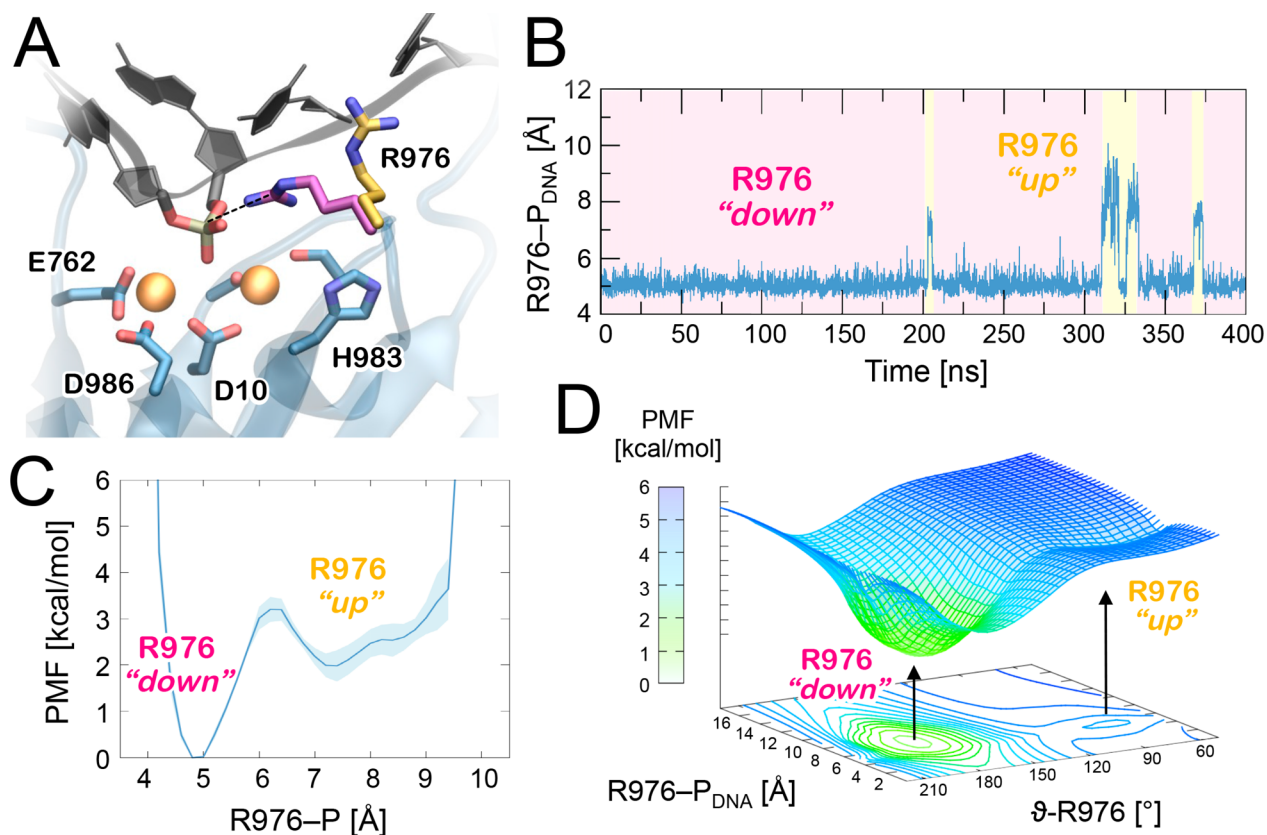 A
R976
E762
D986
D10
H983
B
R976–P_DNA [Å]
12
10
8
6
4
R976
"down"
R976
"up"
0
50
100
150
200
250
300
350
400
Time [ns]
C
PMF [kcal/mol]
6
5
4
3
2
1
0
R976
"down"
R976
"up"
4
5
6
7
8
9
10
R976–P [Å]
D
PMF
[kcal/mol]
6
5
4
3
2
1
0
R976
"up"
R976
"down"
16
14
12
10
8
6
4
2
R976–P_DNA [Å]
210
180
150
120
90
60
ϑ-R976 [°]